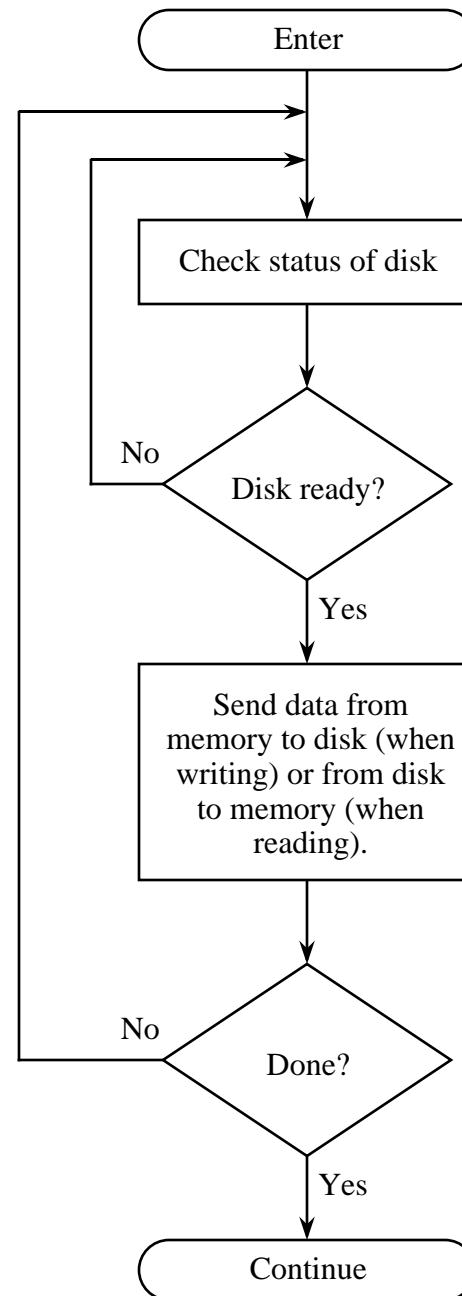 Enter
Check status of disk
No
Disk ready?
Yes
Send data from
memory to disk (when
writing) or from disk
to memory (when
reading).
No
Done?
Yes
Continue